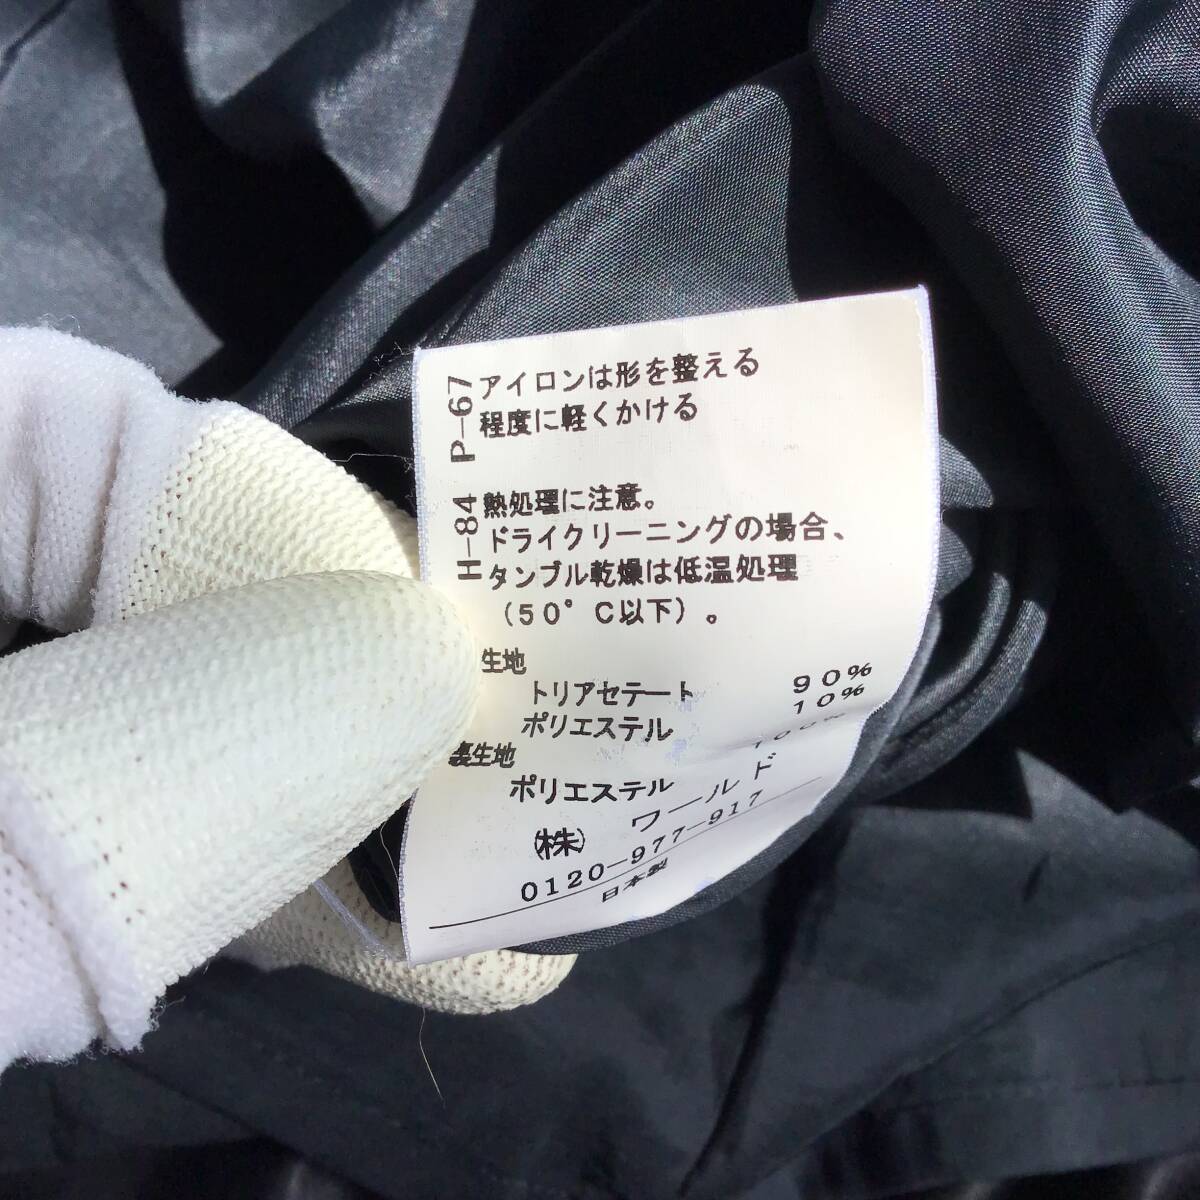 P-67
アイロンは形を整える
程度に軽くかける
H-84
熱処理に注意。
ドライクリーニングの場合、
タンブル乾燥は低温処理
（50°C以下）。
生地
トリアセテート 90%
ポリエステル 10%
裏生地
ポリエステル 100%
(株) ワールド
0120-977-917
日本製